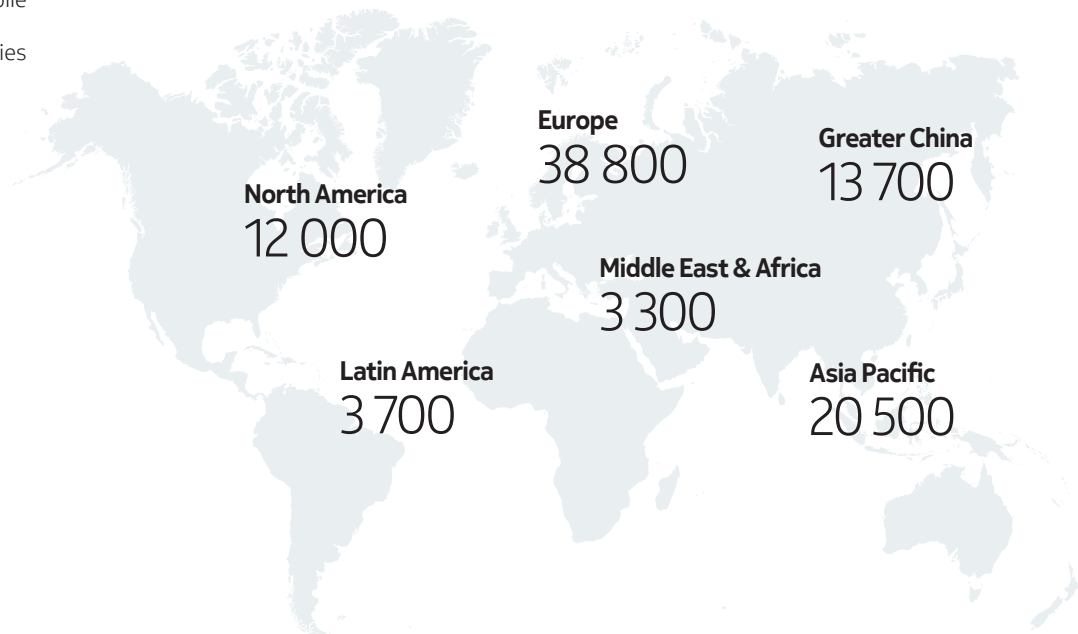 ies
Europe
38 800
Greater China
13 700
North America
12 000
Middle East & Africa
3 300
Latin America
3 700
Asia Pacific
20 500